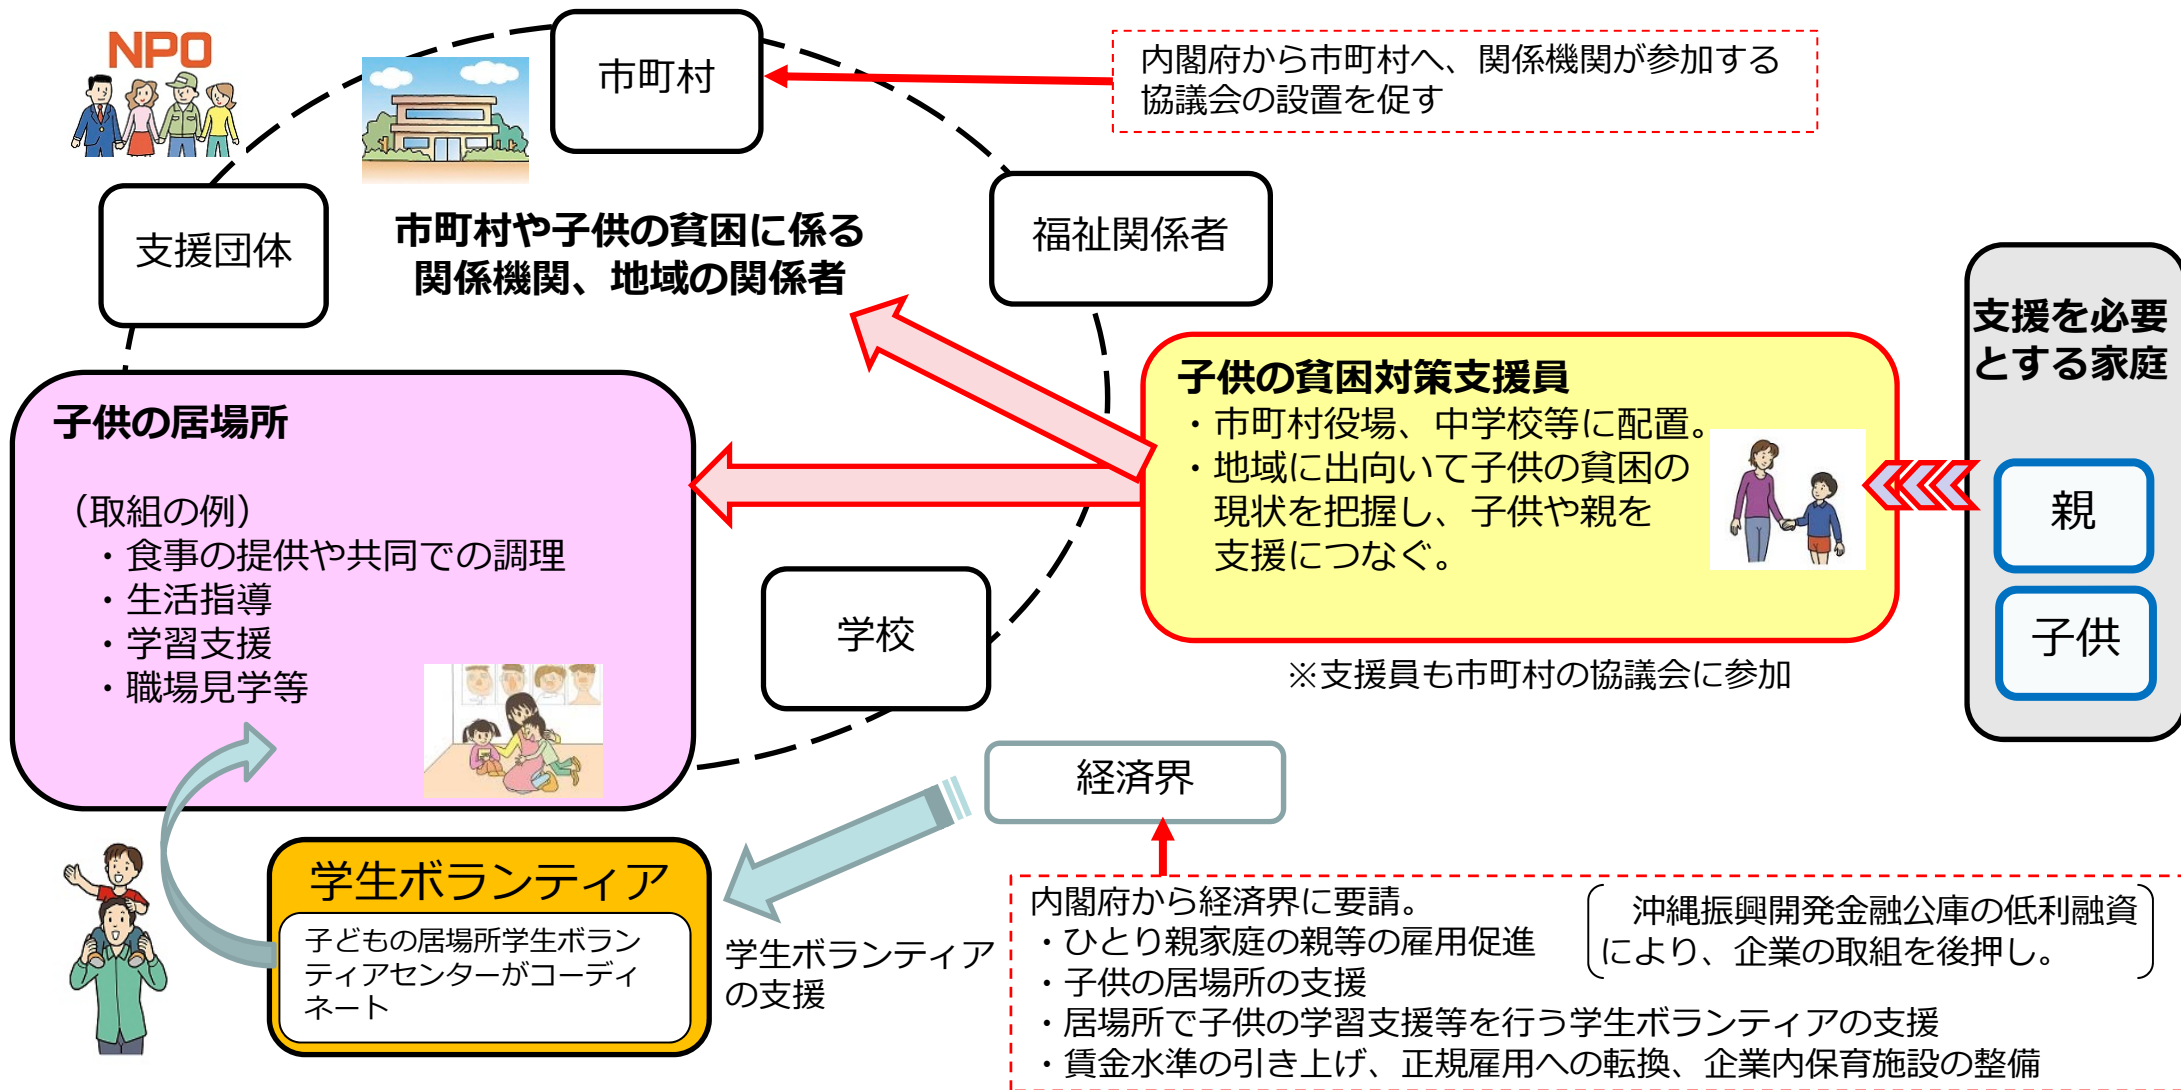 NPO
市町村
内閣府から市町村へ、関係機関が参加する
協議会の設置を促す
支援団体
市町村や子供の貧困に係る
関係機関、地域の関係者
福祉関係者
支援を必要
とする家庭
親
子供
子供の貧困対策支援員
・市町村役場、中学校等に配置。
・地域に出向いて子供の貧困の
現状を把握し、子供や親を
支援につなぐ。
※支援員も市町村の協議会に参加
子供の居場所
（取組の例）
・食事の提供や共同での調理
・生活指導
・学習支援
・職場見学等
学校
経済界
学生ボランティア
子どもの居場所学生ボラン
ティアセンターがコーディ
ネート
学生ボランティア
の支援
内閣府から経済界に要請。
・ひとり親家庭の親等の雇用促進
・子供の居場所の支援
・居場所で子供の学習支援等を行う学生ボランティアの支援
・賃金水準の引き上げ、正規雇用への転換、企業内保育施設の整備
沖縄振興開発金融公庫の低利融資
により、企業の取組を後押し。